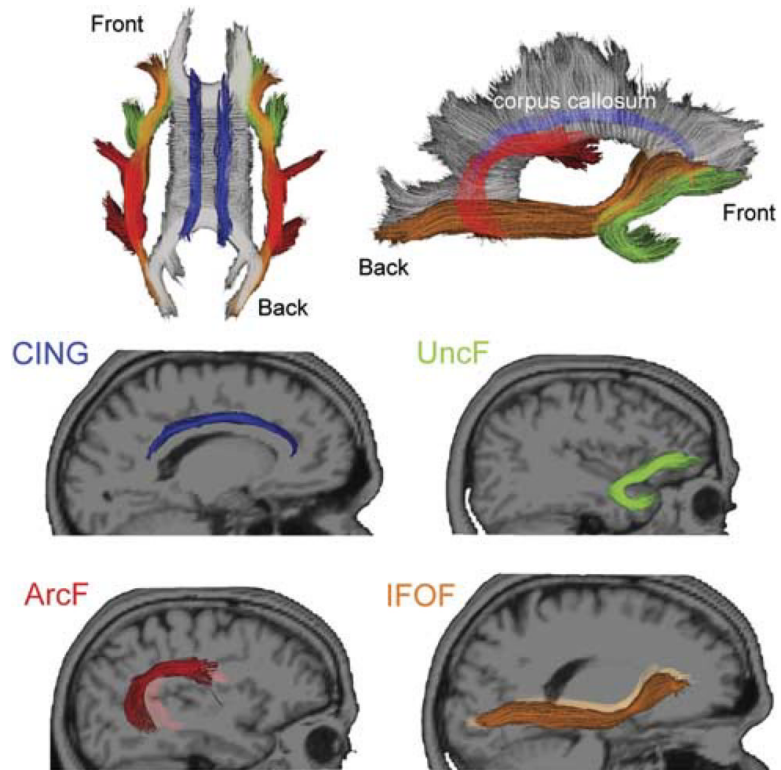 Front
corpus callosum
Front
Back
Back
CING
UncF
ArcF
IFOF